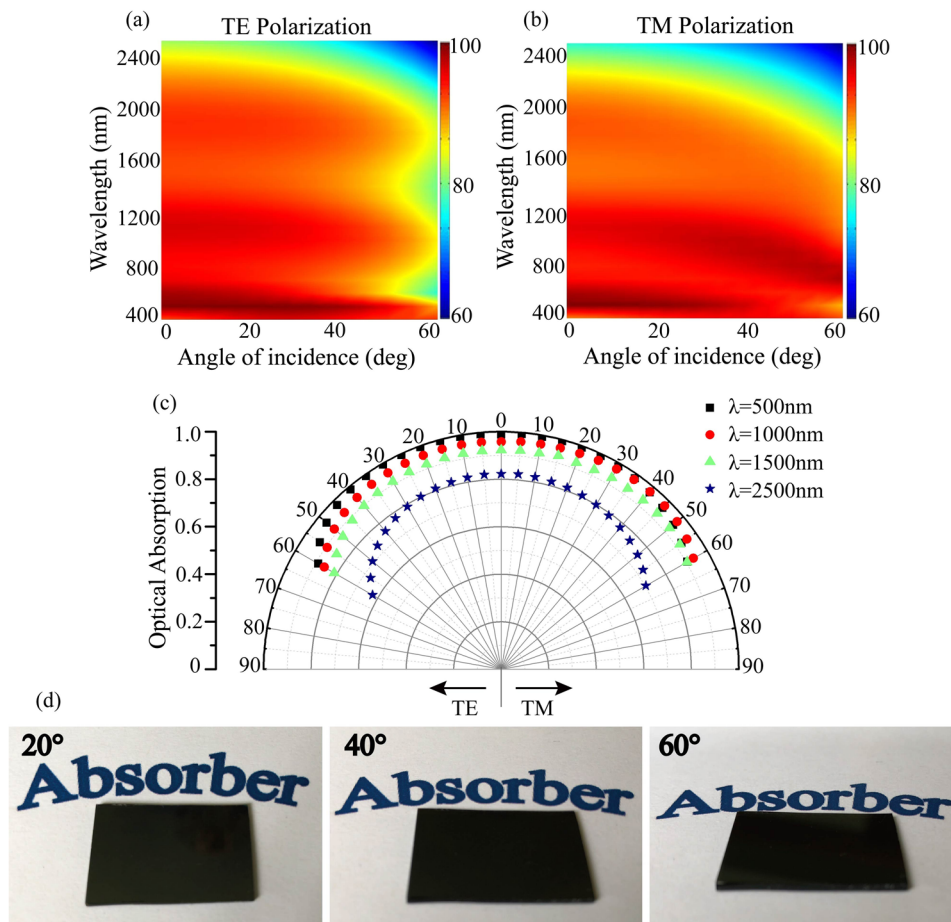 (a)
TE Polarization
Wavelength (nm)
2400
2000
1600
1200
800
400
0
20
40
60
Angle of incidence (deg)
100
80
60
(b)
TM Polarization
Wavelength (nm)
2400
2000
1600
1200
800
400
0
20
40
60
Angle of incidence (deg)
100
80
60
(c)
Optical Absorption
1.0
0.8
0.6
0.4
0.2
0
90
80
70
60
50
40
30
20
10
0
10
20
30
40
50
60
70
80
90
λ=500nm
λ=1000nm
λ=1500nm
λ=2500nm
TE
TM
(d)
20°
Absorber
40°
Absorber
60°
Absorber